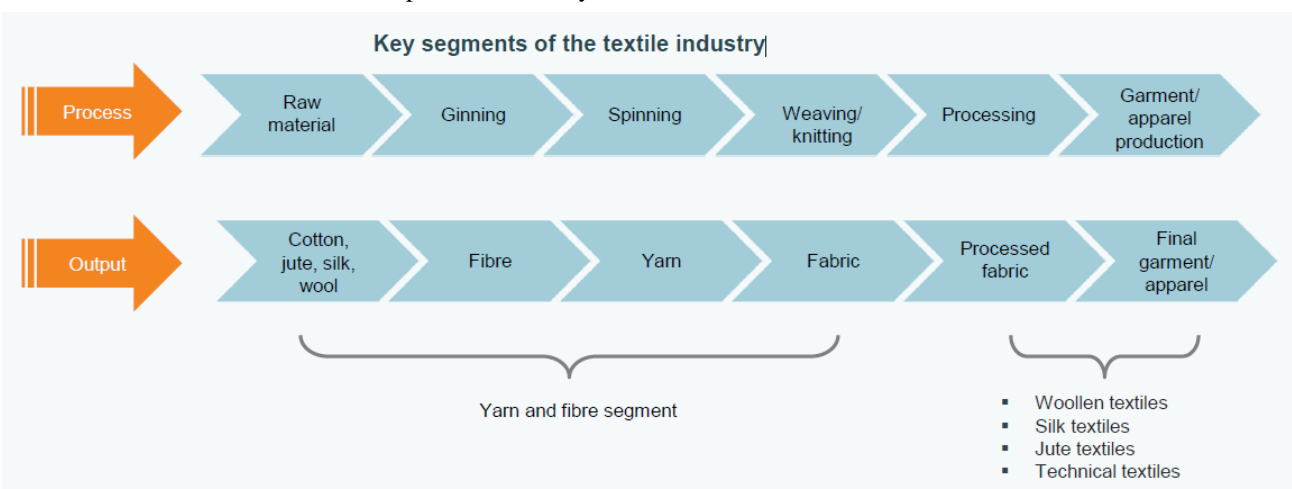 Key segments of the textile industry
Process
Raw
material
Ginning
Spinning
Weaving/
knitting
Processing
Garment/
apparel
production
Output
Cotton,
jute, silk,
wool
Fibre
Yarn
Fabric
Processed
fabric
Final
garment/
apparel
Yarn and fibre segment
▪ Woollen textiles
▪ Silk textiles
▪ Jute textiles
▪ Technical textiles